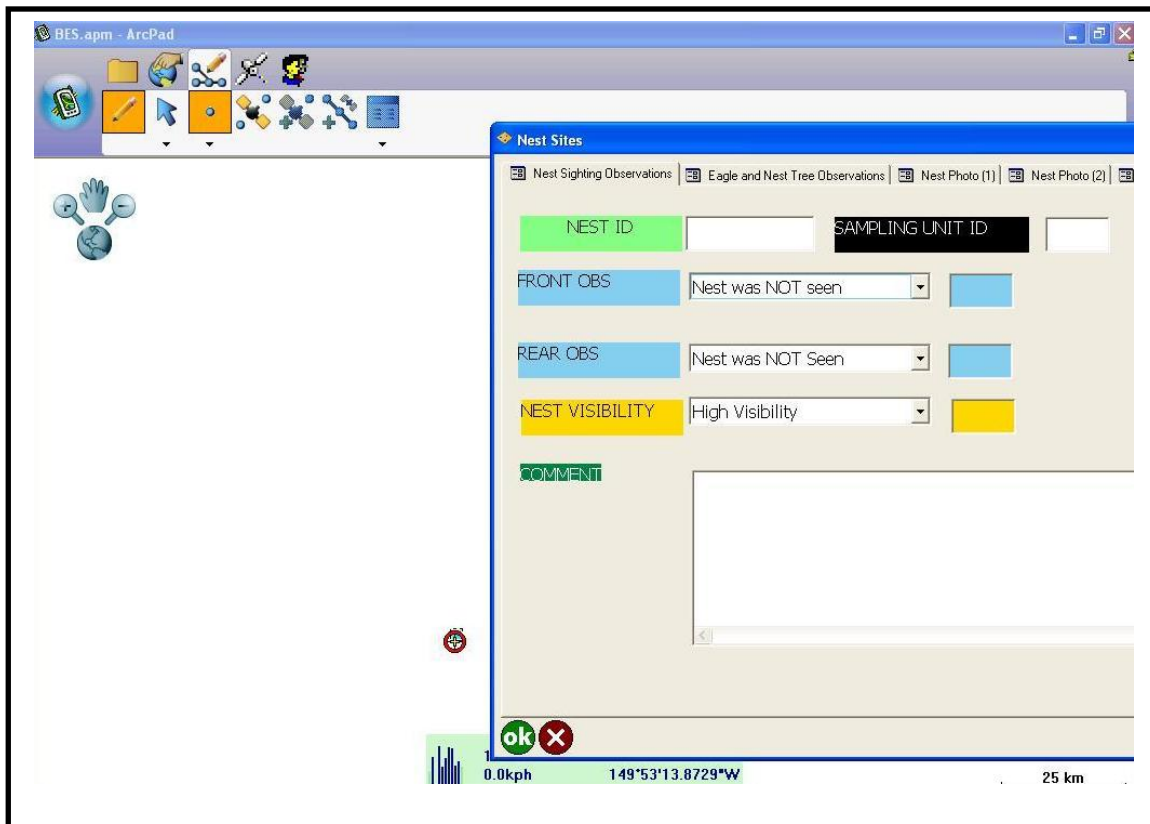 BES.apm - ArcPad
Nest Sites
Nest Sighting Observations Eagle and Nest Tree Observations Nest Photo (1) Nest Photo (2)
NEST ID SAMPLING UNIT ID
FRONT OBS Nest was NOT seen
REAR OBS Nest was NOT Seen
NEST VISIBILITY High Visibility
COMMENT
ok
0.0kph 149°53'13.8729"W 25 km